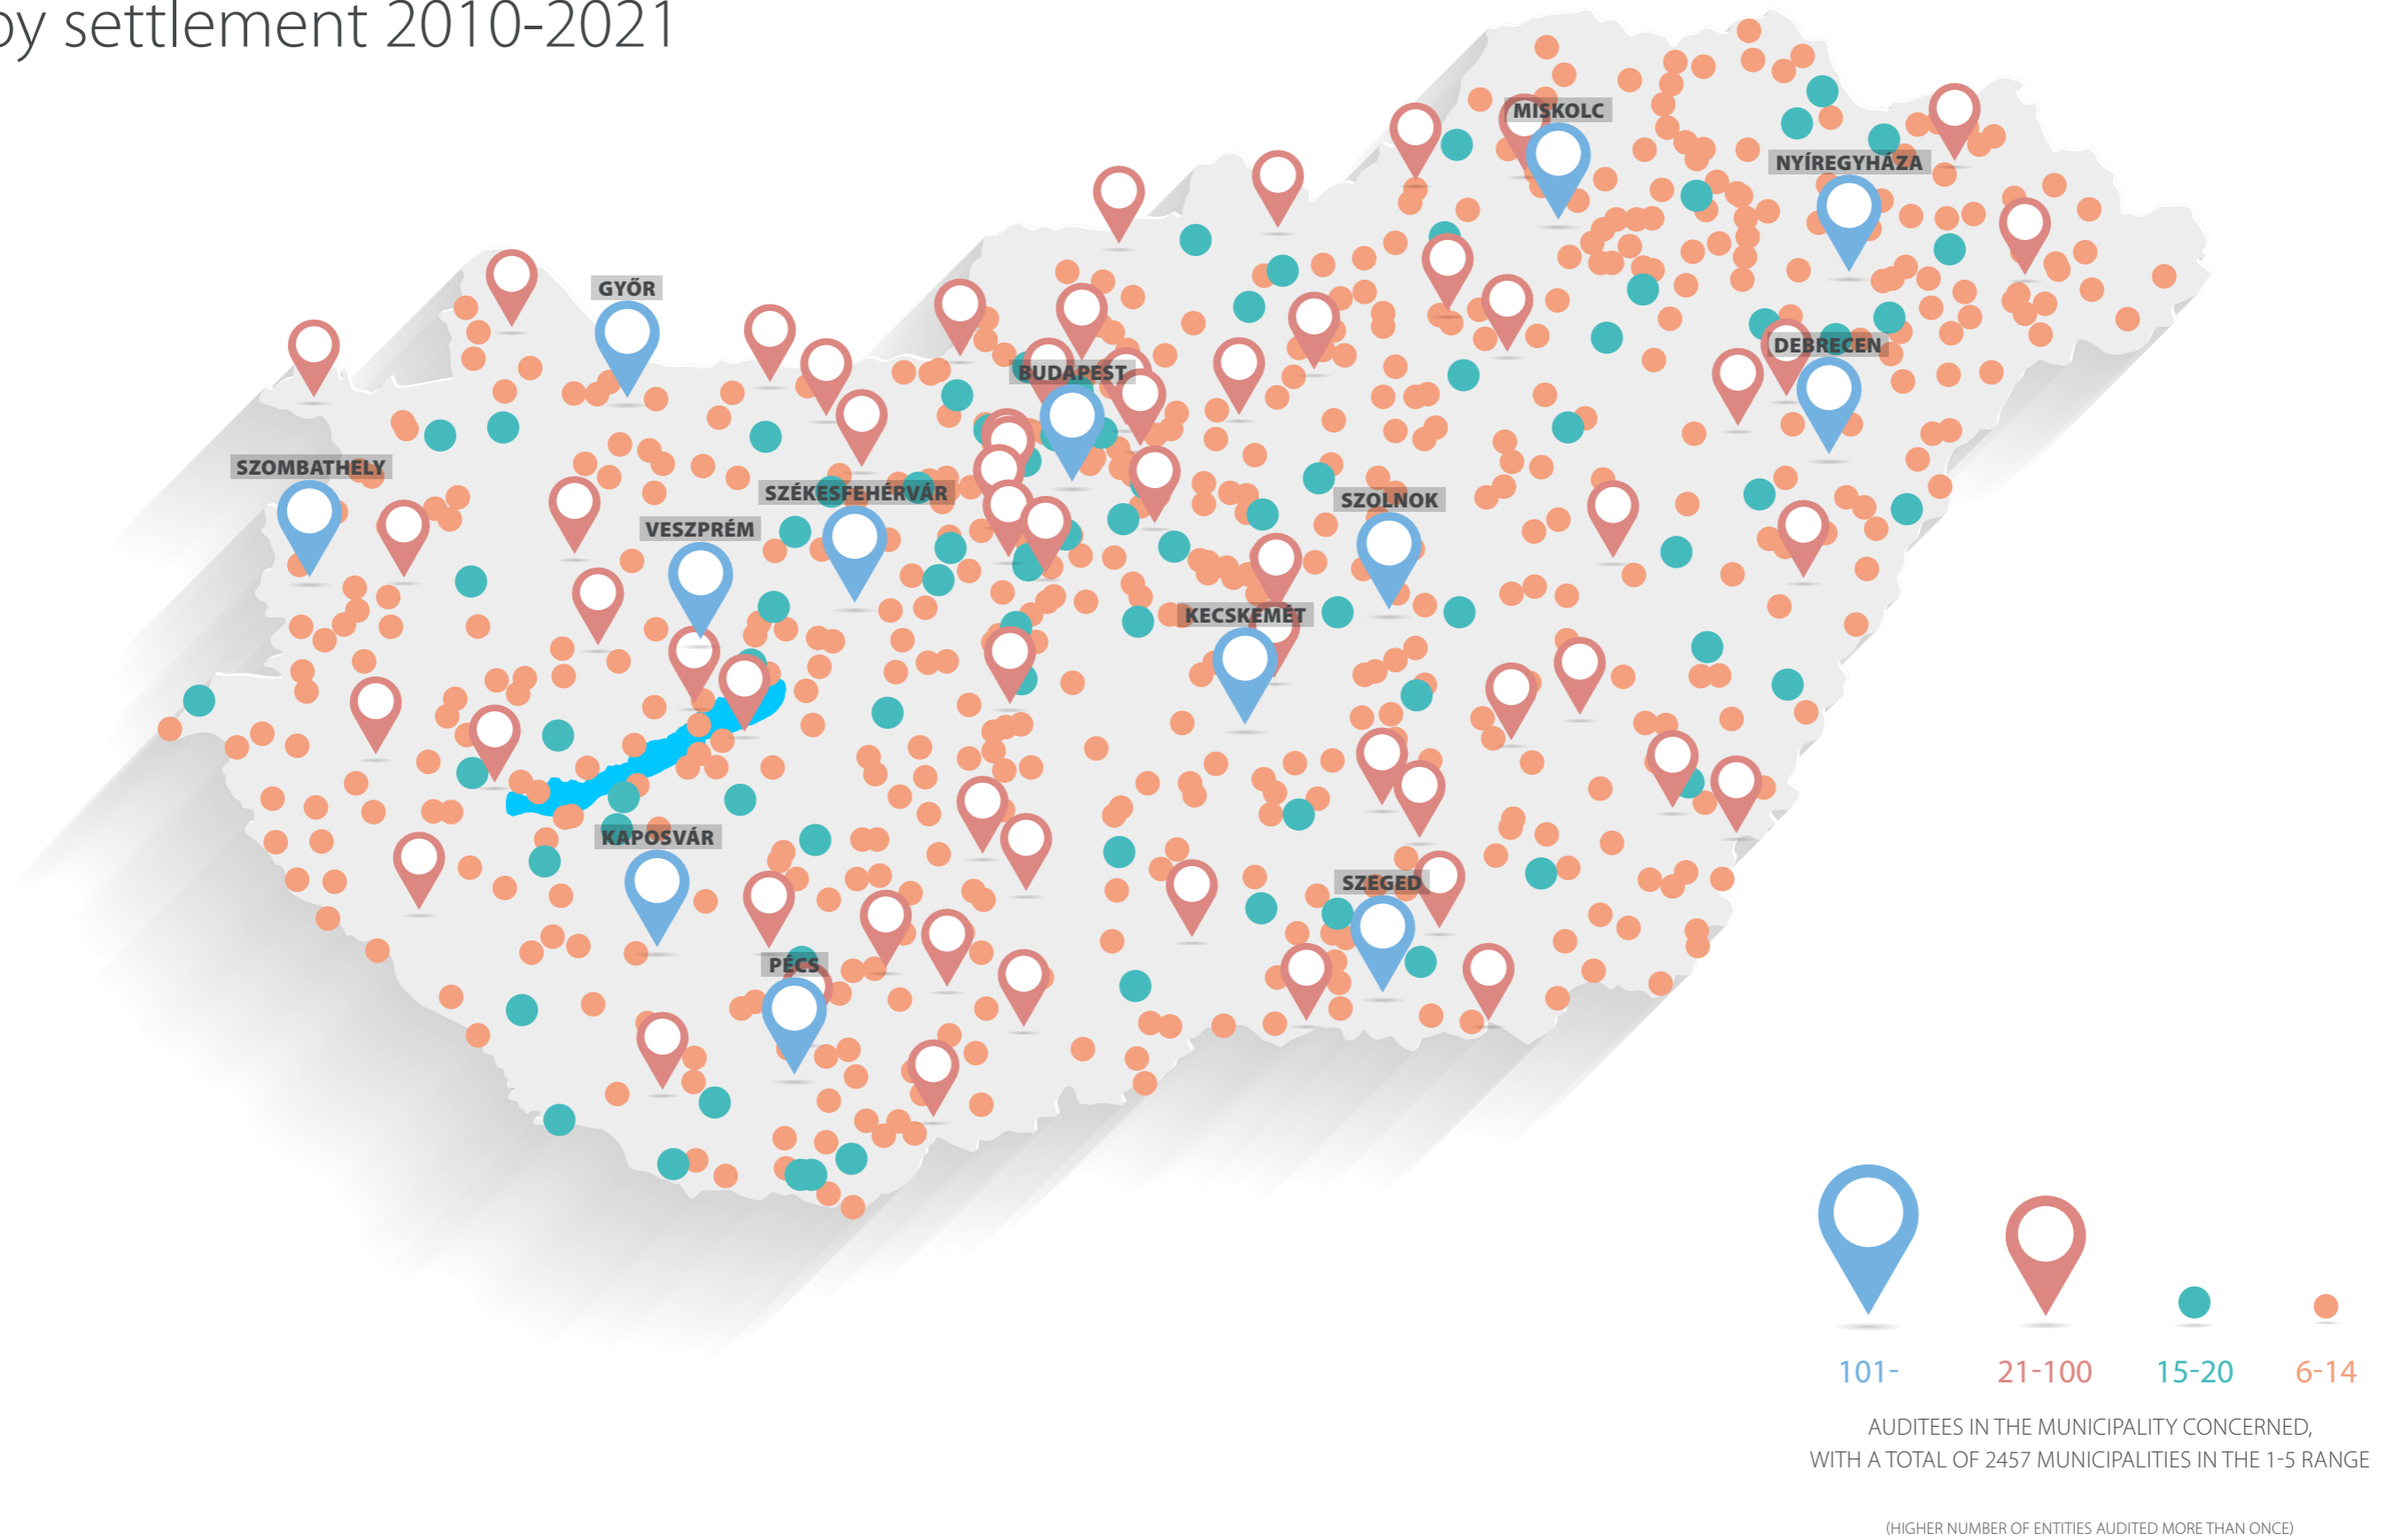 by settlement 2010-2021
MISKOLC
NYÍREGYHÁZA
GYŐR
DEBRECEN
BUDAPEST
SZOMBATHELY
SZÉKESFEHÉRVÁR
SZOLNOK
VESZPRÉM
KECSKEMÉT
KAPOSVÁR
SZEGED
PÉCS
101-
21-100
15-20
6-14
AUDITEES IN THE MUNICIPALITY CONCERNED,
WITH A TOTAL OF 2457 MUNICIPALITIES IN THE 1-5 RANGE
(HIGHER NUMBER OF ENTITIES AUDITED MORE THAN ONCE)